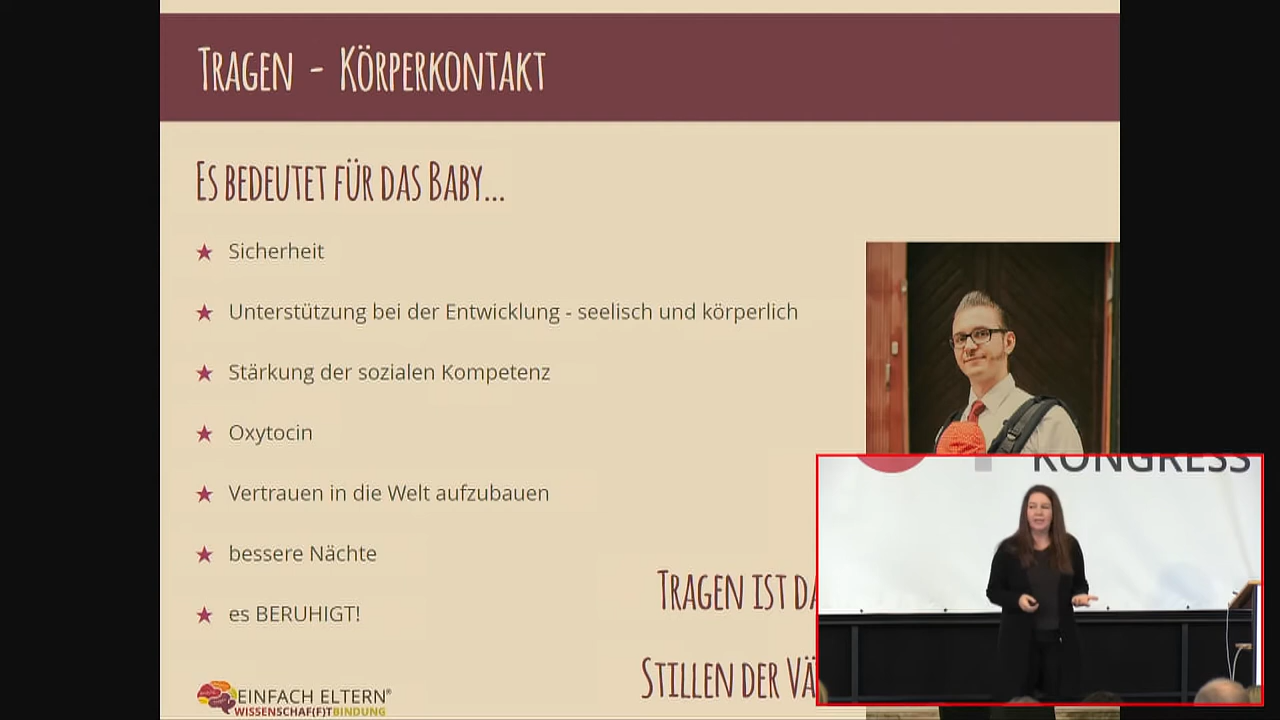 Tragen - Körperkontakt
Es bedeutet für das Baby...
★ Sicherheit
★ Unterstützung bei der Entwicklung - seelisch und körperlich
★ Stärkung der sozialen Kompetenz
★ Oxytocin
★ Vertrauen in die Welt aufzubauen
★ bessere Nächte
★ es BERUHIGT!
Tragen ist
Stillen der
KONGRESS
EINFACH ELTERN®
WISSENSCHAF(F)TBINDUNG